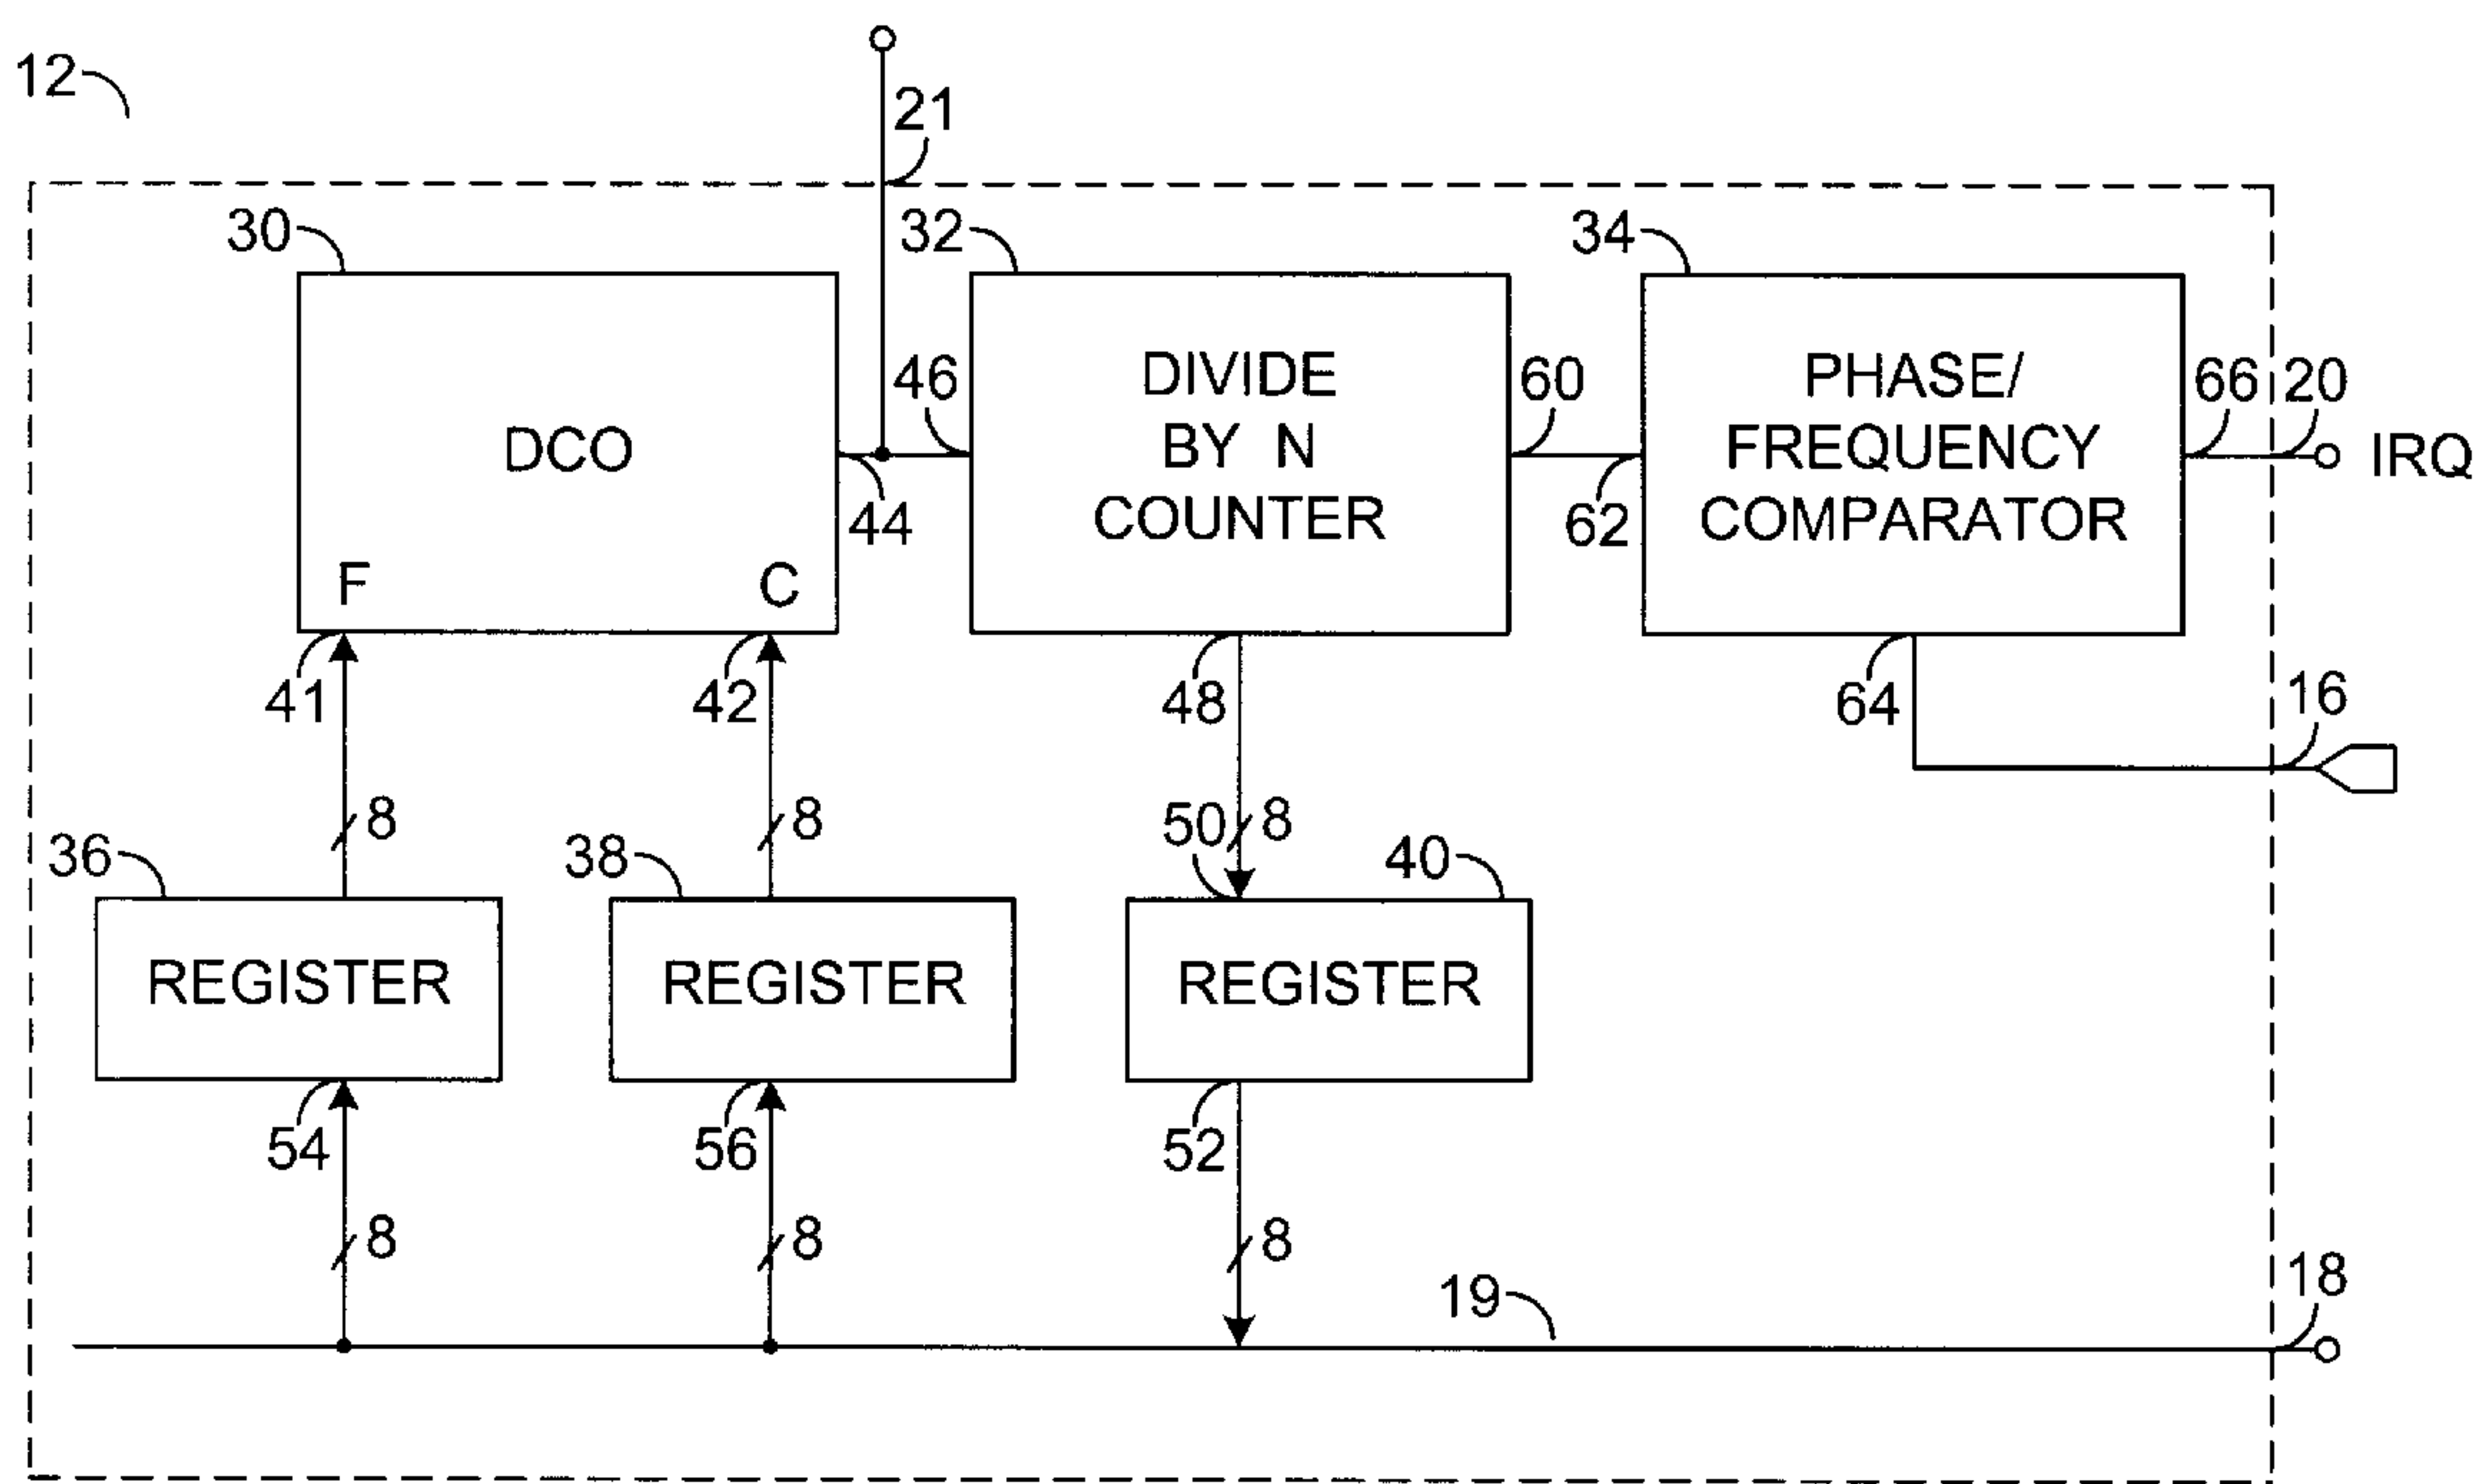 12
21
30
32
34
DCO
F
C
44
46
DIVIDE
BY N
COUNTER
60
62
PHASE/
FREQUENCY
COMPARATOR
66
20
IRQ
41
42
48
64
16
8
8
50
8
36
38
40
REGISTER
REGISTER
REGISTER
54
56
52
8
8
8
19
18